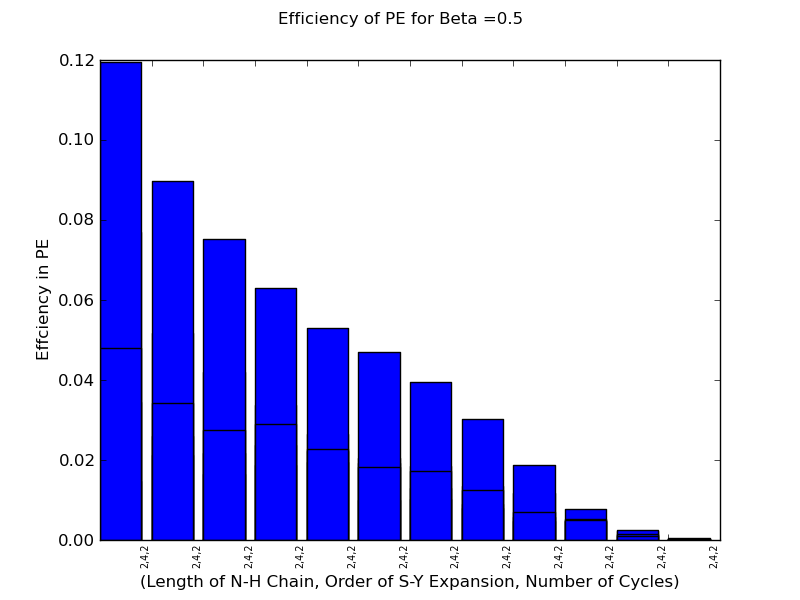 Efficiency of PE for Beta =0.5
0.12
0.10
0.08
0.06
0.04
0.02
0.00
Effciency in PE
2,4,2 2,4,2 2,4,2 2,4,2 2,4,2 2,4,2 2,4,2 2,4,2 2,4,2 2,4,2 2,4,2 2,4,2
(Length of N-H Chain, Order of S-Y Expansion, Number of Cycles)